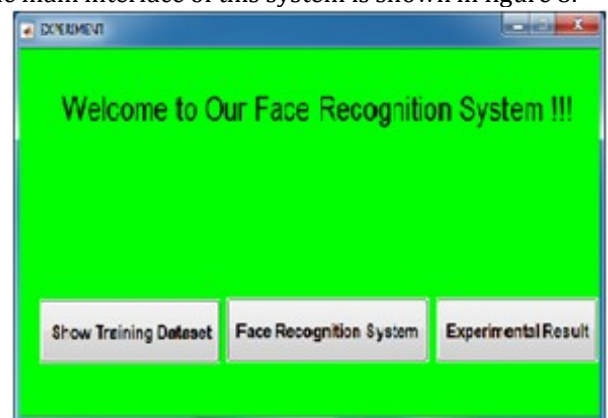 e main interface of this system is shown in figure 8.
EXPERIMENT
Welcome to Our Face Recognition System !!!
Show Training Dataset Face Recognition System Experimental Result